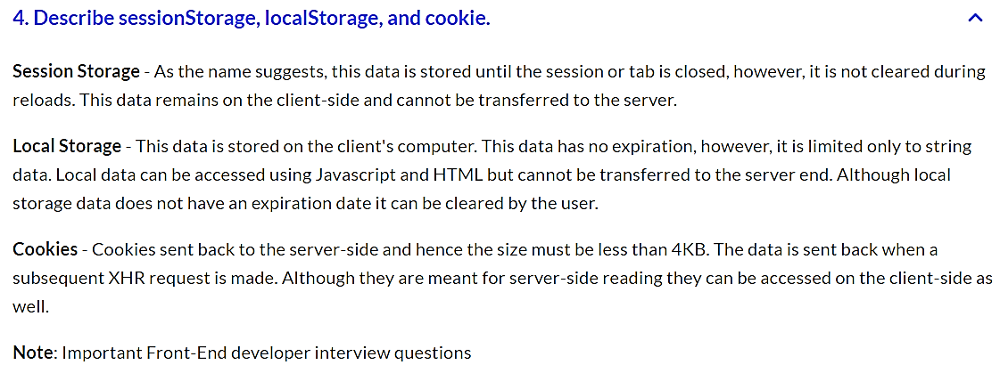 4. Describe sessionStorage, localStorage, and cookie.
Session Storage - As the name suggests, this data is stored until the session or tab is closed, however, it is not cleared during
reloads. This data remains on the client-side and cannot be transferred to the server.
Local Storage - This data is stored on the client's computer. This data has no expiration, however, it is limited only to string
data. Local data can be accessed using Javascript and HTML but cannot be transferred to the server end. Although local
storage data does not have an expiration date it can be cleared by the user.
Cookies - Cookies sent back to the server-side and hence the size must be less than 4KB. The data is sent back when a
subsequent XHR request is made. Although they are meant for server-side reading they can be accessed on the client-side as
well.
Note: Important Front-End developer interview questions